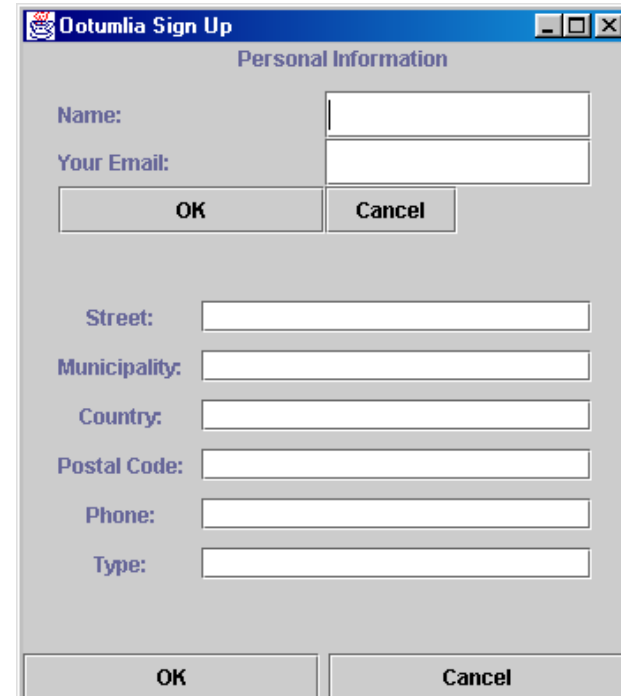 Ootumlia Sign Up
Personal Information
Name:
Your Email:
OK Cancel
Street:
Municipality:
Country:
Postal Code:
Phone:
Type:
OK Cancel